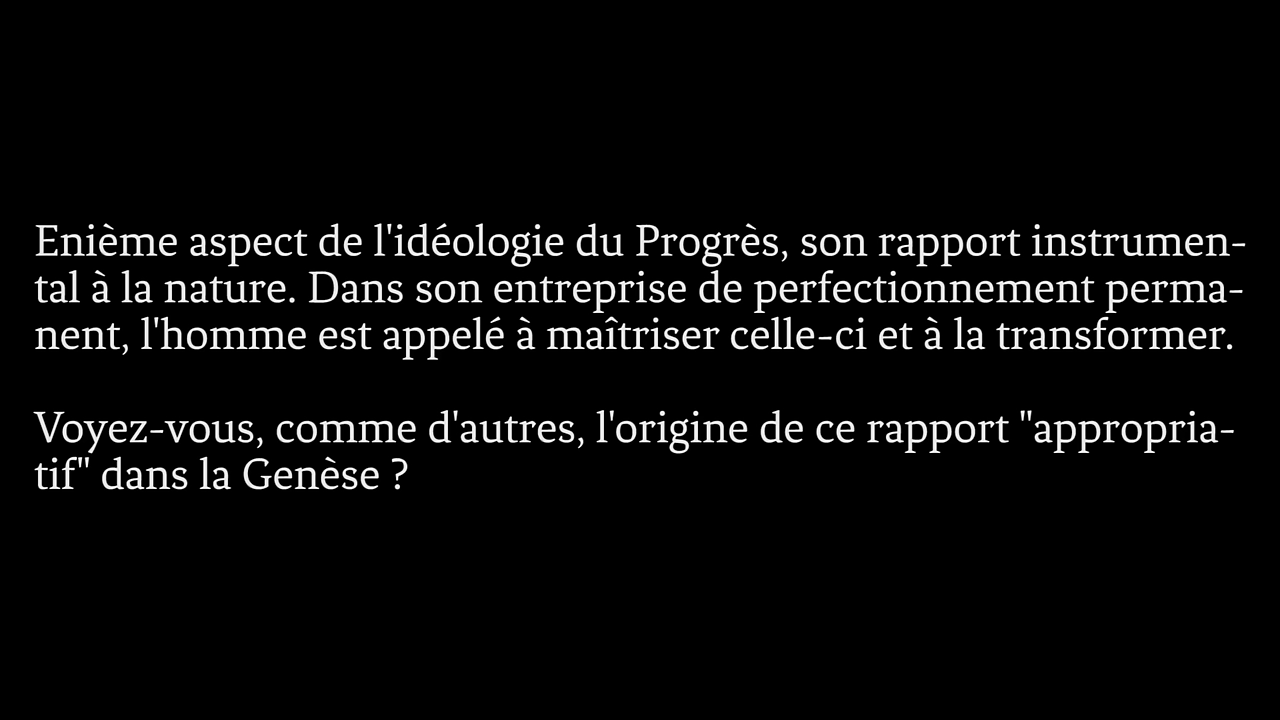 Enième aspect de l'idéologie du Progrès, son rapport instrumen-
tal à la nature. Dans son entreprise de perfectionnement perma-
nent, l'homme est appelé à maîtriser celle-ci et à la transformer.
Voyez-vous, comme d'autres, l'origine de ce rapport "appropria-
tif" dans la Genèse ?